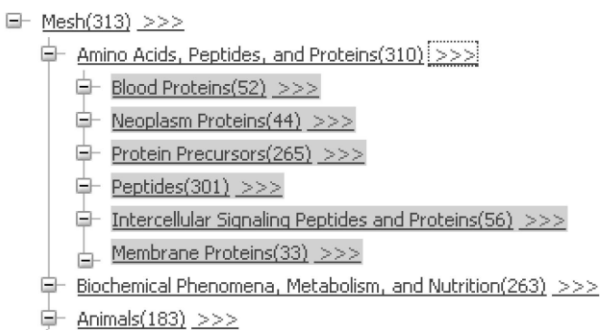 Mesh(313) >>>
Amino Acids, Peptides, and Proteins(310) >>>
Blood Proteins(52) >>>
Neoplasm Proteins(44) >>>
Protein Precursors(265) >>>
Peptides(301) >>>
Intercellular Signaling Peptides and Proteins(56) >>>
Membrane Proteins(33) >>>
Biochemical Phenomena, Metabolism, and Nutrition(263) >>>
Animals(183) >>>